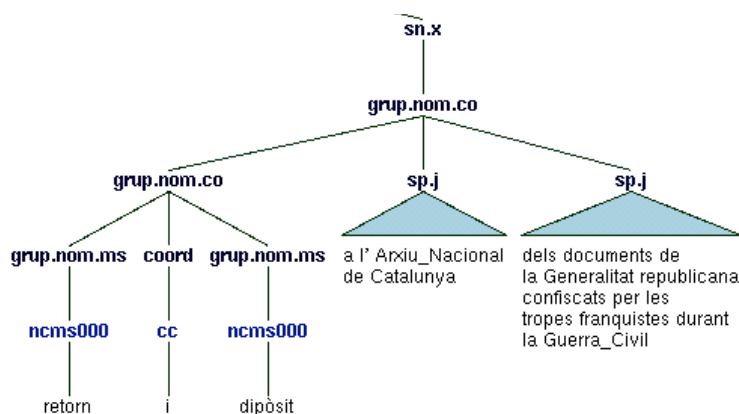 sn.x
grup.nom.co
grup.nom.co sp.j sp.j
grup.nom.ms coord grup.nom.ms
a l' Arxiu_Nacional
de Catalunya
dels documents de
la Generalitat republicana
confiscats per les
tropes franquistes durant
la Guerra_Civil
ncms000 cc ncms000
retorn i dipòsit